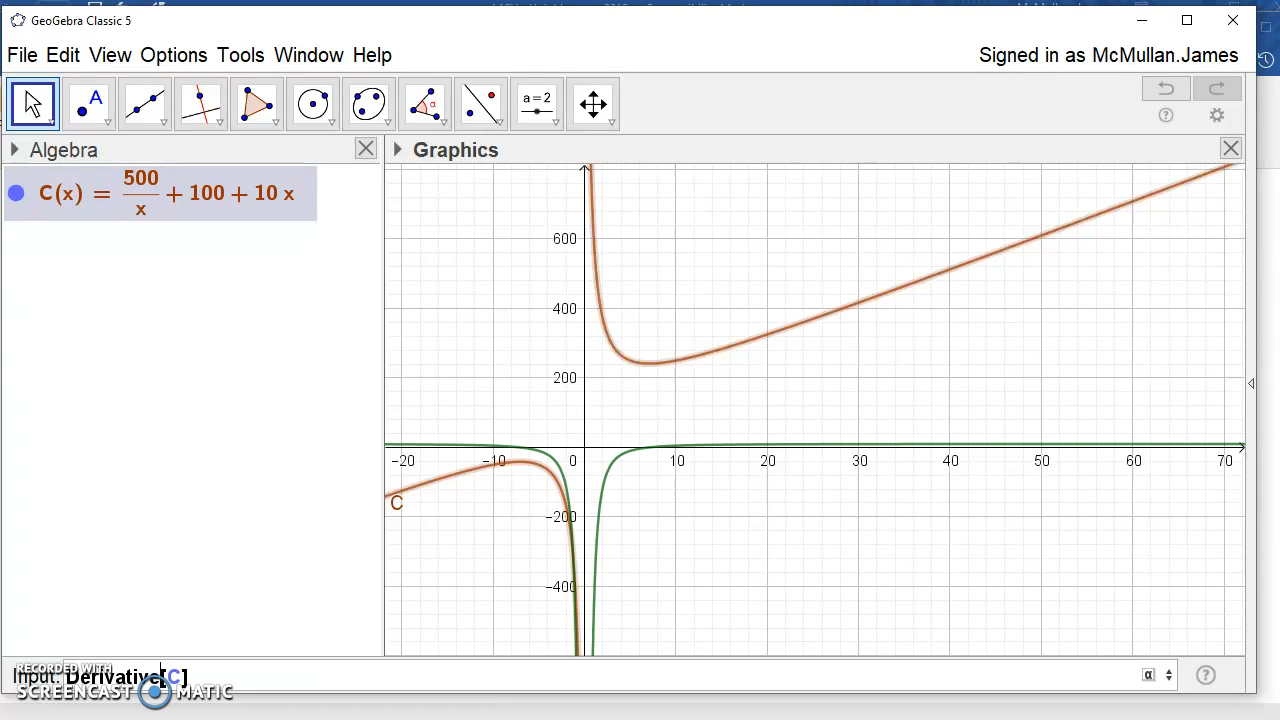 GeoGebra Classic 5
File Edit View Options Tools Window Help
Signed in as McMullan.James
A
α
a = 2
Algebra
Graphics
C(x) = 500/x + 100 + 10 x
600
400
200
−20 −10 0 10 20 30 40 50 60 70
C
−200
−400
Input: Derivative[C]
α
RECORDED WITH
SCREENCAST MATIC